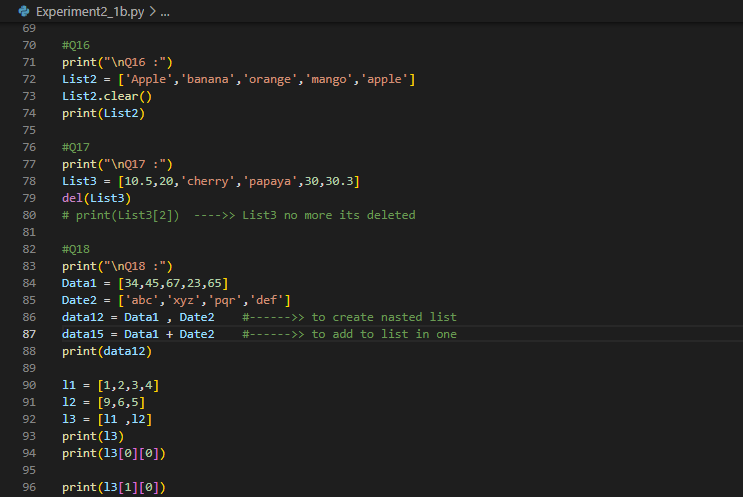 Experiment2_1b.py > ...
69
70 #Q16
71 print("\nQ16 :")
72 List2 = ['Apple','banana','orange','mango','apple']
73 List2.clear()
74 print(List2)
75
76 #Q17
77 print("\nQ17 :")
78 List3 = [10.5,20,'cherry','papaya',30,30.3]
79 del(List3)
80 # print(List3[2])  ---->> List3 no more its deleted
81
82 #Q18
83 print("\nQ18 :")
84 Data1 = [34,45,67,23,65]
85 Date2 = ['abc','xyz','pqr','def']
86 data12 = Data1 , Date2    #------>> to create nasted list
87 data15 = Data1 + Date2    #------>> to add to list in one
88 print(data12)
89
90 l1 = [1,2,3,4]
91 l2 = [9,6,5]
92 l3 = [l1 ,l2]
93 print(l3)
94 print(l3[0][0])
95
96 print(l3[1][0])